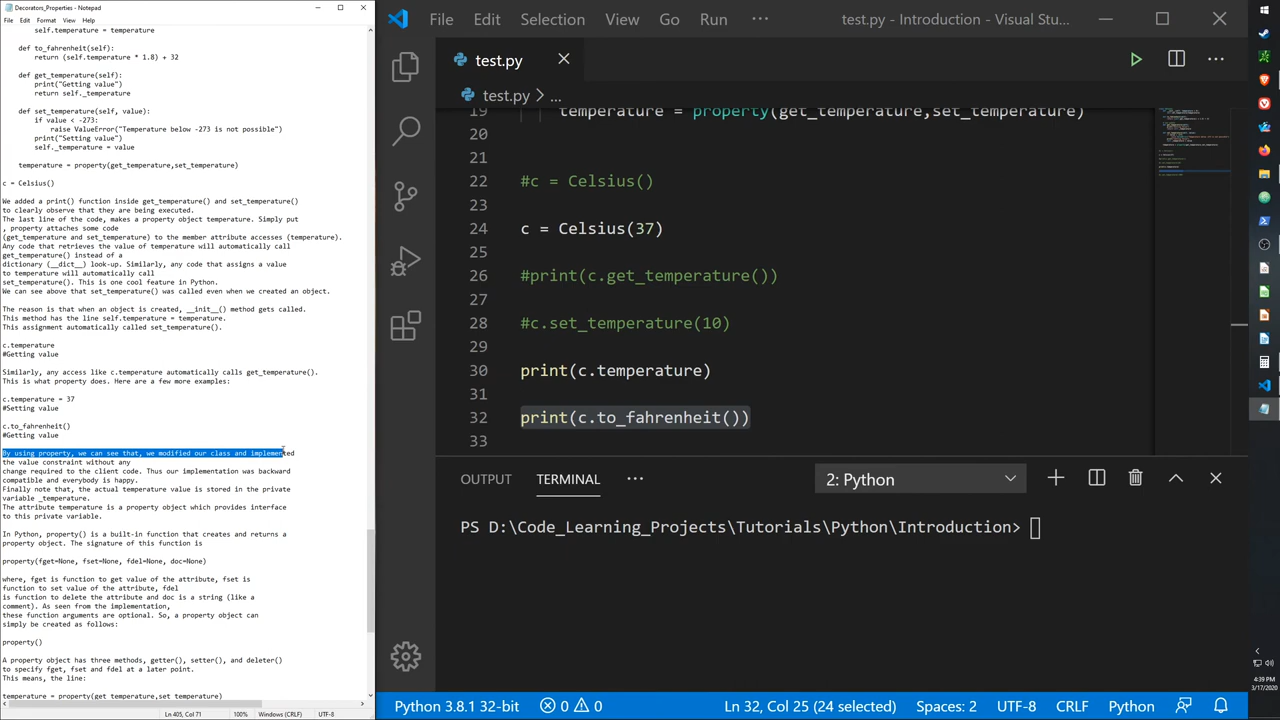 Decorators_Properties - Notepad
File Edit Format View Help
self.temperature = temperature
def to_fahrenheit(self):
return (self.temperature * 1.8) + 32
def get_temperature(self):
print("Getting value")
return self._temperature
def set_temperature(self, value):
if value < -273:
raise ValueError("Temperature below -273 is not possible")
print("Setting value")
self._temperature = value
temperature = property(get_temperature,set_temperature)
c = Celsius()
We added a print() function inside get_temperature() and set_temperature()
to clearly observe that they are being executed.
The last line of the code, makes a property object temperature. Simply put
, property attaches some code
(get_temperature and set_temperature) to the member attribute accesses (temperature).
Any code that retrieves the value of temperature will automatically call
get_temperature() instead of a
dictionary (__dict__) look-up. Similarly, any code that assigns a value
to temperature will automatically call
set_temperature(). This is one cool feature in Python.
We can see above that set_temperature() was called even when we created an object.
The reason is that when an object is created, __init__() method gets called.
This method has the line self.temperature = temperature.
This assignment automatically called set_temperature().
c.temperature
#Getting value
Similarly, any access like c.temperature automatically calls get_temperature().
This is what property does. Here are a few more examples:
c.temperature = 37
#Setting value
c.to_fahrenheit()
#Getting value
By using property, we can see that, we modified our class and implemented
the value constraint without any
change required to the client code. Thus our implementation was backward
compatible and everybody is happy.
Finally note that, the actual temperature value is stored in the private
variable _temperature.
The attribute temperature is a property object which provides interface
to this private variable.
In Python, property() is a built-in function that creates and returns a
property object. The signature of this function is
property(fget=None, fset=None, fdel=None, doc=None)
where, fget is function to get value of the attribute, fset is
function to set value of the attribute, fdel
is function to delete the attribute and doc is a string (like a
comment). As seen from the implementation,
these function arguments are optional. So, a property object can
simply be created as follows:
property()
A property object has three methods, getter(), setter(), and deleter()
to specify fget, fset and fdel at a later point.
This means, the line:
temperature = property(get_temperature,set_temperature)
Ln 405, Col 71 100% Windows (CRLF) UTF-8
File Edit Selection View Go Run ··· test.py - Introduction - Visual Stu...
test.py
test.py > ...
19 temperature = property(get_temperature,set_temperature)
20
21
22 #c = Celsius()
23
24 c = Celsius(37)
25
26 #print(c.get_temperature())
27
28 #c.set_temperature(10)
29
30 print(c.temperature)
31
32 print(c.to_fahrenheit())
33
OUTPUT TERMINAL ··· 2: Python
PS D:\Code_Learning_Projects\Tutorials\Python\Introduction>
Python 3.8.1 32-bit 0 0 Ln 32, Col 25 (24 selected) Spaces: 2 UTF-8 CRLF Python
4:39 PM
3/17/2020